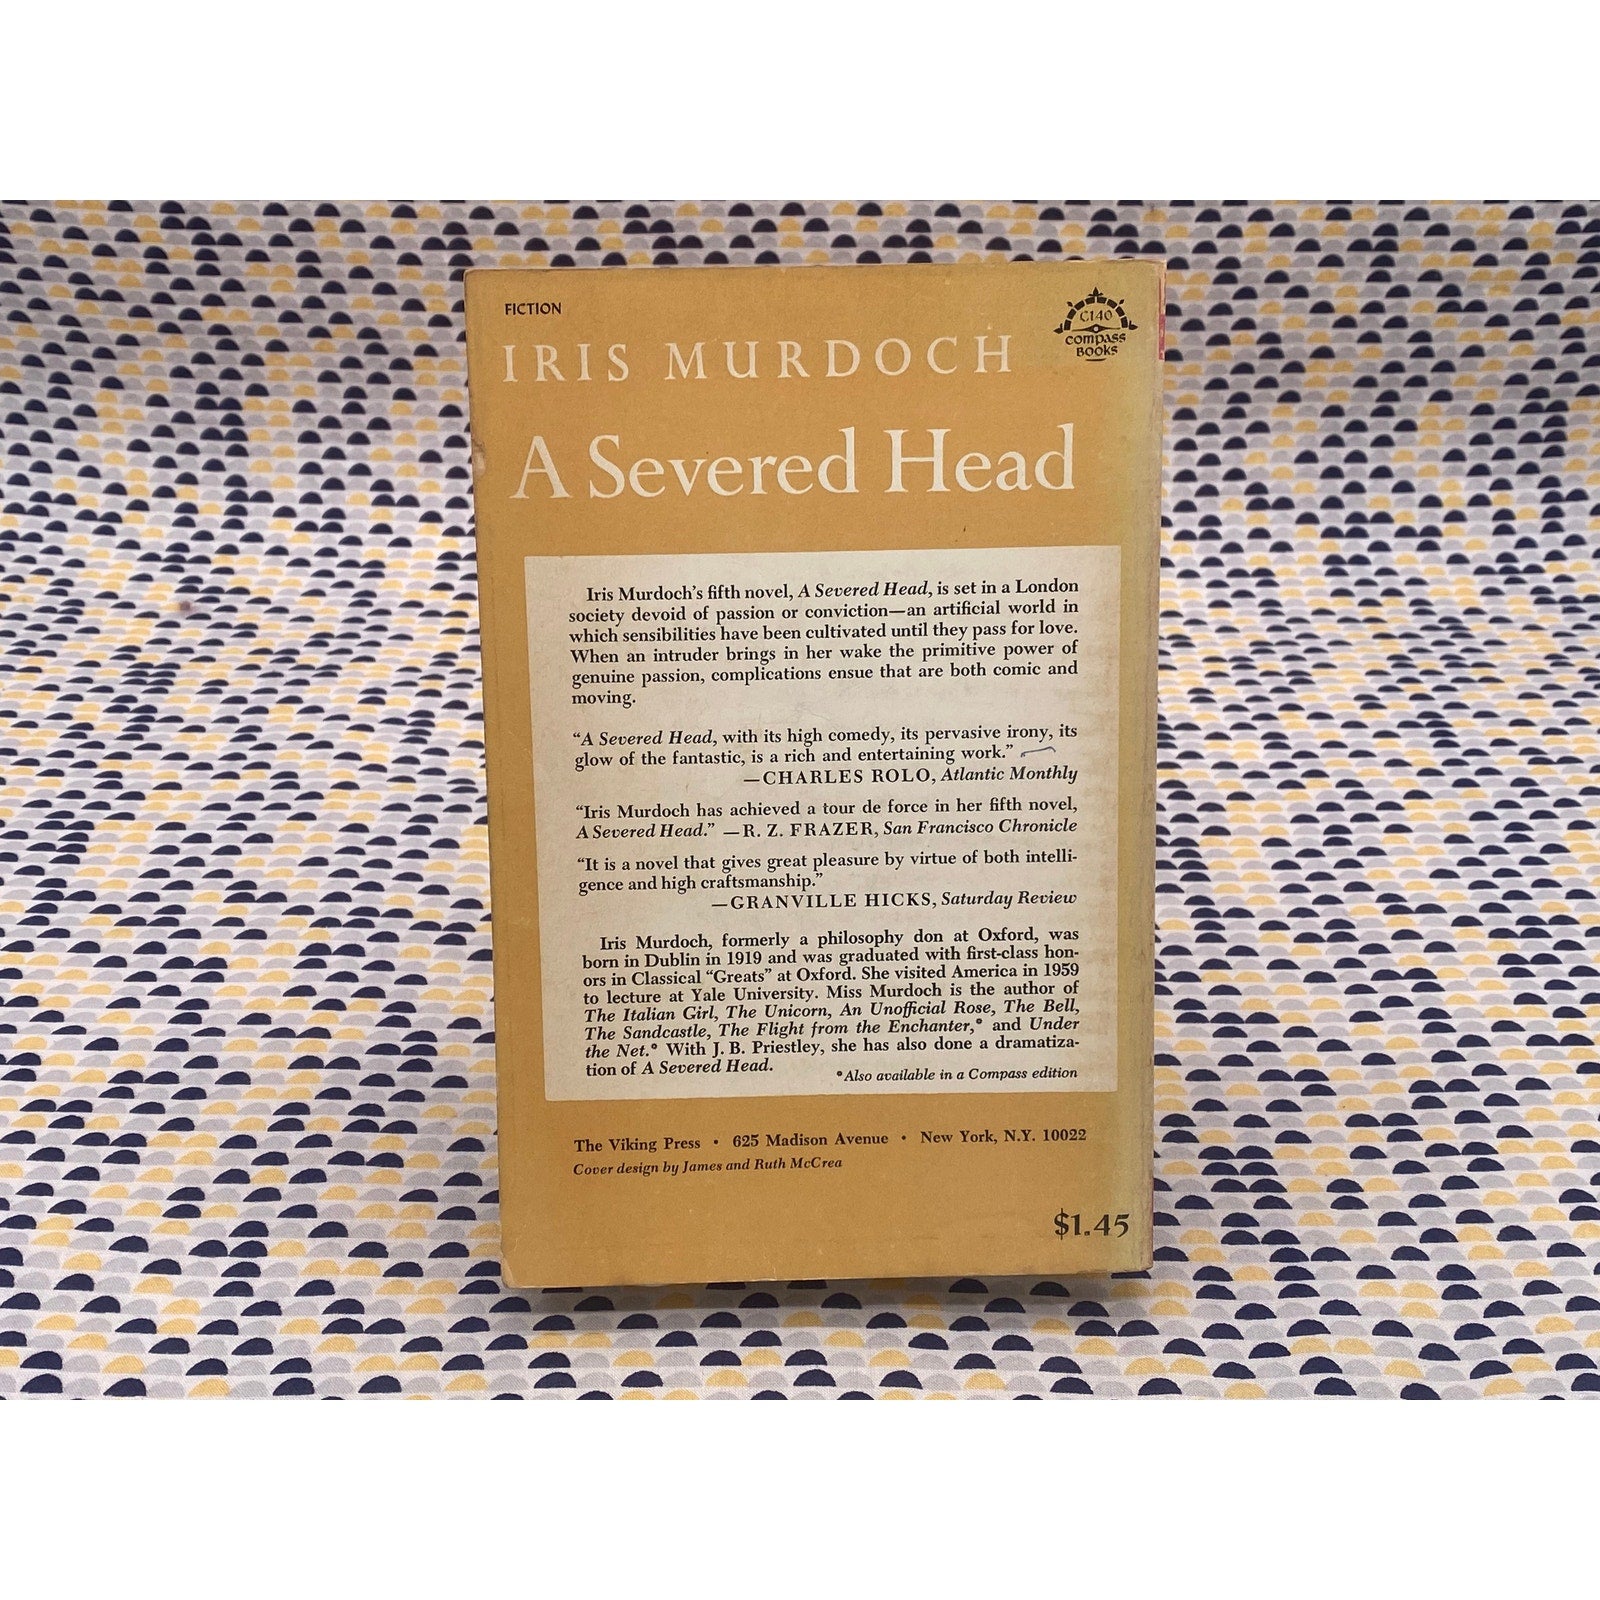 FICTION
C140
COMPASS
BOOKS
IRIS MURDOCH
A Severed Head
Iris Murdoch's fifth novel, A Severed Head, is set in a London
society devoid of passion or conviction—an artificial world in
which sensibilities have been cultivated until they pass for love.
When an intruder brings in her wake the primitive power of
genuine passion, complications ensue that are both comic and
moving.
“A Severed Head, with its high comedy, its pervasive irony, its
glow of the fantastic, is a rich and entertaining work.”
—CHARLES ROLO, Atlantic Monthly
“Iris Murdoch has achieved a tour de force in her fifth novel,
A Severed Head.” —R. Z. FRAZER, San Francisco Chronicle
“It is a novel that gives great pleasure by virtue of both intelli-
gence and high craftsmanship.”
—GRANVILLE HICKS, Saturday Review
Iris Murdoch, formerly a philosophy don at Oxford, was
born in Dublin in 1919 and was graduated with first-class hon-
ors in Classical “Greats” at Oxford. She visited America in 1959
to lecture at Yale University. Miss Murdoch is the author of
The Italian Girl, The Unicorn, An Unofficial Rose, The Bell,
The Sandcastle, The Flight from the Enchanter,* and Under
the Net.* With J. B. Priestley, she has also done a dramatiza-
tion of A Severed Head.
*Also available in a Compass edition
The Viking Press • 625 Madison Avenue • New York, N.Y. 10022
Cover design by James and Ruth McCrea
$1.45